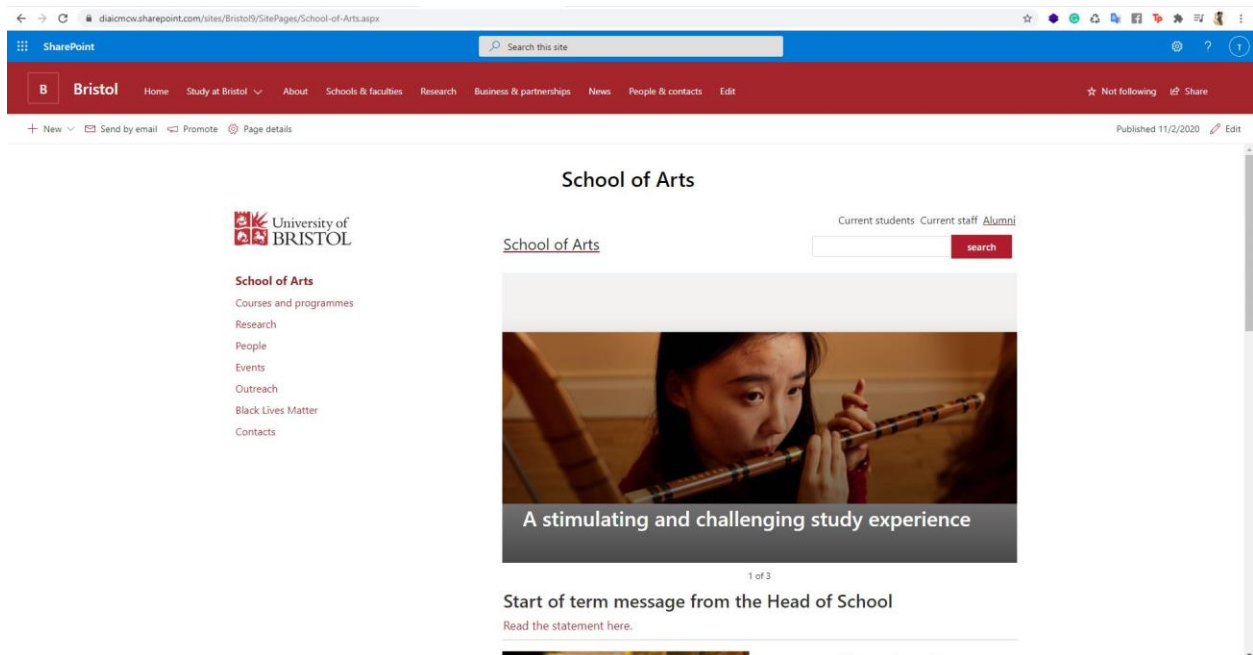 diaicmcw.sharepoint.com/sites/Bristol9/SitePages/School-of-Arts.aspx
SharePoint
Search this site
?
T
B Bristol Home Study at Bristol About Schools & faculties Research Business & partnerships News People & contacts Edit
Not following Share
New Send by email Promote Page details
Published 11/2/2020 Edit
School of Arts
University of
BRISTOL
School of Arts
Courses and programmes
Research
People
Events
Outreach
Black Lives Matter
Contacts
Current students Current staff Alumni
School of Arts
search
A stimulating and challenging study experience
1 of 3
Start of term message from the Head of School
Read the statement here.